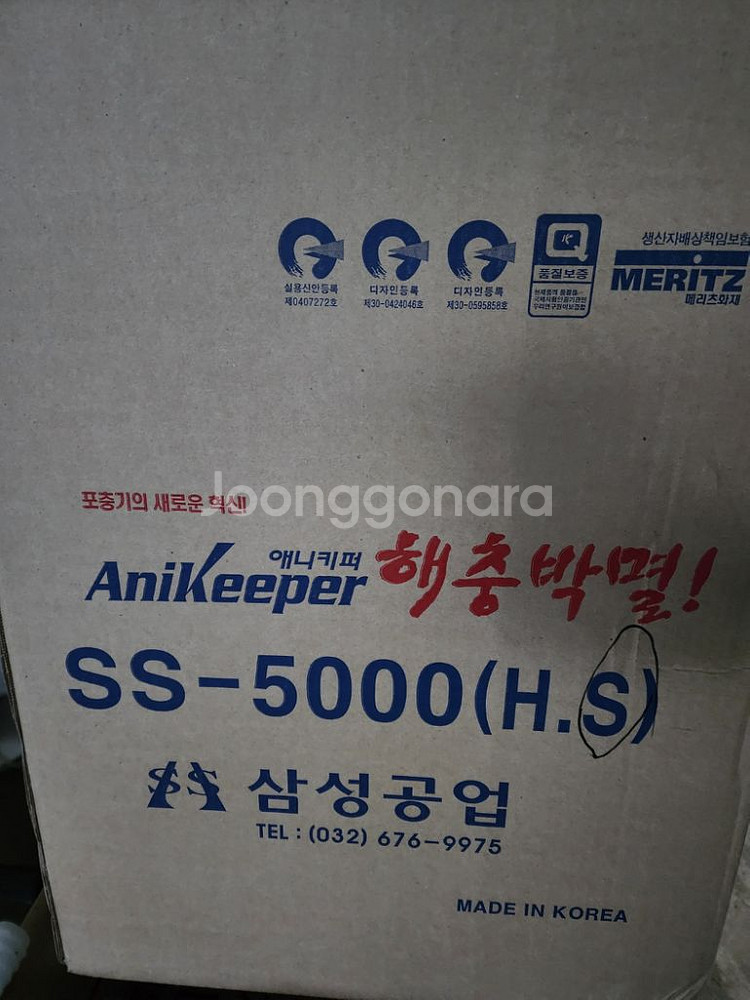 실용신안등록
제0407272호
디자인등록
제30-0424046호
디자인등록
제30-0595858호
품질보증
생산자배상책임보험
MERITZ
메리츠화재
포충기의 새로운 혁신!
Joonggonara
애니키퍼
AniKeeper 해충박멸!
SS-5000(H.S)
SS 삼성공업
TEL : (032) 676-9975
MADE IN KOREA